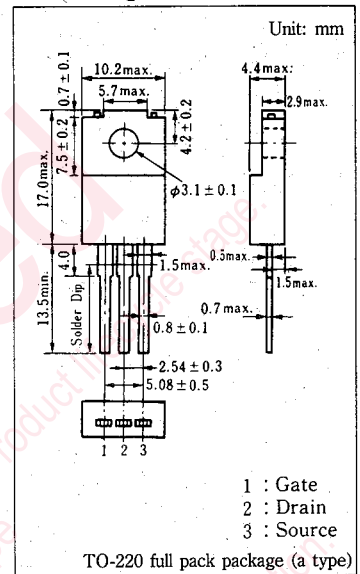 Unit: mm
10.2max.
5.7max.
4.4max.
2.9max.
0.7±0.1
7.5±0.2
17.0max.
4.2±0.2
φ3.1±0.1
13.5min.
4.0
Solder Dip
1.5max.
0.8±0.1
2.54±0.3
5.08±0.5
0.5max.
1.5max.
0.7max.
1 2 3
1 : Gate
2 : Drain
3 : Source
TO-220 full pack package (a type)